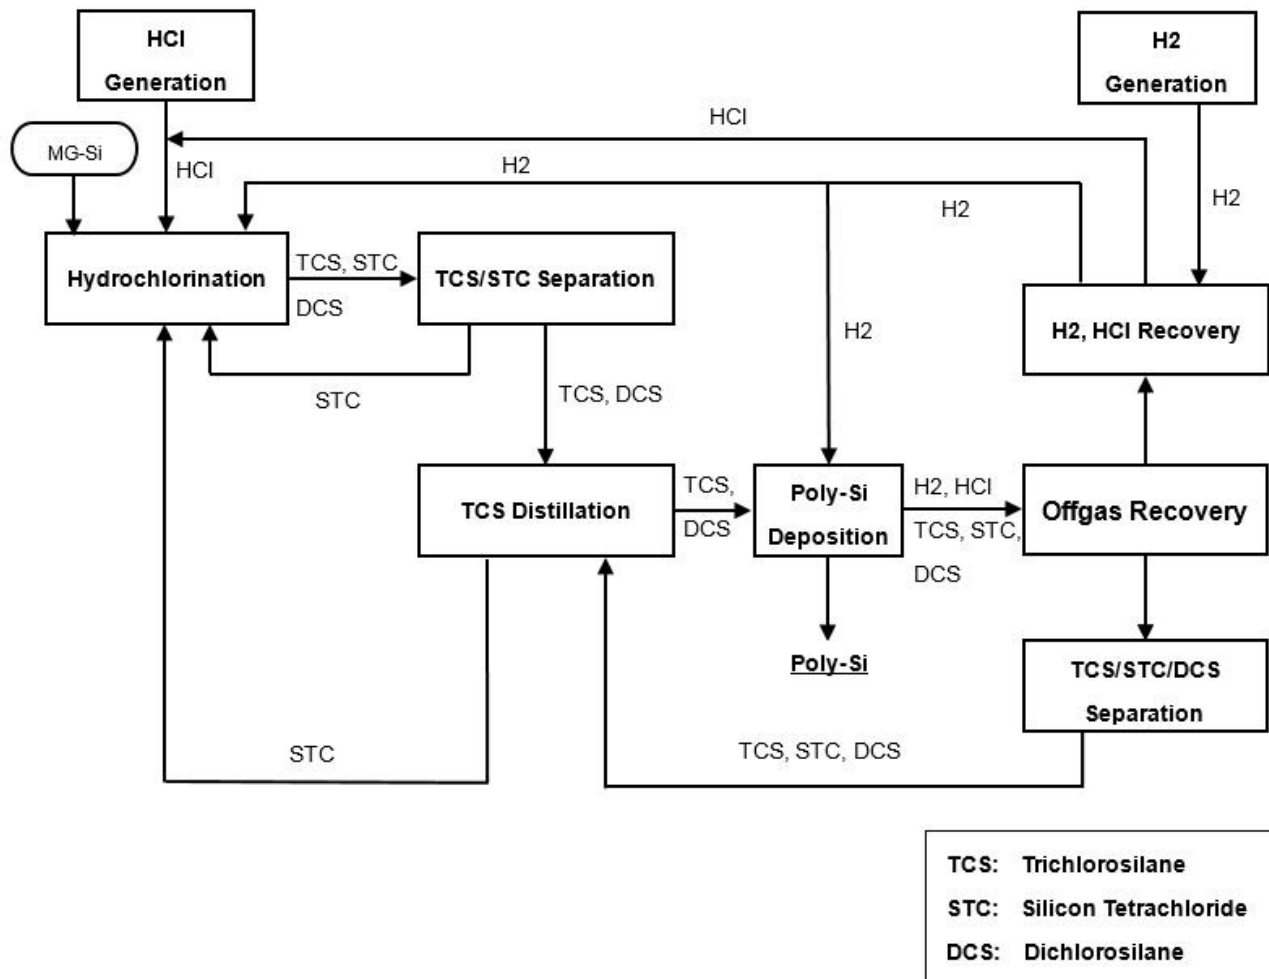 HCl
Generation
H2
Generation
HCl
MG-Si
HCl
H2
H2
H2
Hydrochlorination
TCS, STC
DCS
TCS/STC Separation
H2, HCl Recovery
H2
STC
TCS, DCS
TCS Distillation
TCS,
DCS
Poly-Si
Deposition
H2, HCl
TCS, STC,
DCS
Offgas Recovery
Poly-Si
TCS/STC/DCS
Separation
STC
TCS, STC, DCS
TCS: Trichlorosilane
STC: Silicon Tetrachloride
DCS: Dichlorosilane